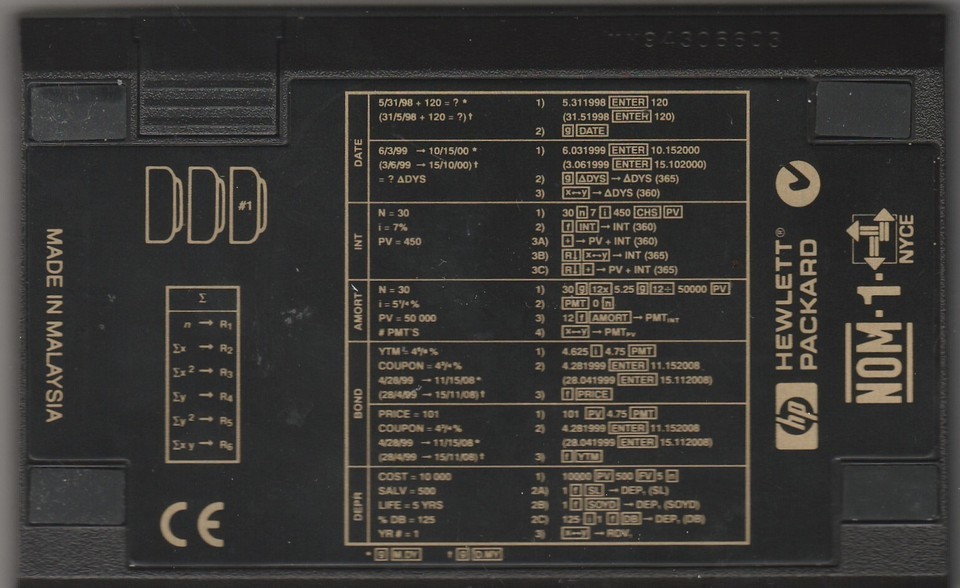 MADE IN MALAYSIA
#1
Σ
n → R1
Σx → R2
Σx² → R3
Σy → R4
Σy² → R5
Σxy → R6
CE
DATE
5/31/98 + 120 = ? * 1) 5.311998 ENTER 120
(31/5/98 + 120 = ?)† (31.51998 ENTER 120)
2) g DATE
6/3/99 → 10/15/00 * 1) 6.031999 ENTER 10.152000
(3/6/99 → 15/10/00)† (3.061999 ENTER 15.102000)
= ? ΔDYS 2) g ΔDYS → ΔDYS (365)
3) x↔y → ΔDYS (360)
INT
N = 30 1) 30 n 7 i 450 CHS PV
i = 7% 2) f INT → INT (360)
PV = 450 3A) + → PV + INT (360)
3B) R↓ x↔y → INT (365)
3C) R↓ + → PV + INT (365)
AMORT
N = 30 1) 30 g 12x 5.25 g 12÷ 50000 PV
i = 5¹/₄% 2) PMT 0 n
PV = 50 000 3) 12 f AMORT → PMT INT
# PMT'S 4) x↔y → PMT PV
BOND
YTM = 4⁵/₈% 1) 4.625 i 4.75 PMT
COUPON = 4³/₄% 2) 4.281999 ENTER 11.152008
4/28/99 → 11/15/08 * (28.041999 ENTER 15.112008)
(28/4/99 → 15/11/08)† 3) f PRICE
PRICE = 101 1) 101 PV 4.75 PMT
COUPON = 4³/₄% 2) 4.281999 ENTER 11.152008
4/28/99 → 11/15/08 * (28.041999 ENTER 15.112008)
(28/4/99 → 15/11/08)† 3) f YTM
DEPR
COST = 10 000 1) 10000 PV 500 FV 5 n
SALV = 500 2A) 1 f SL → DEP, (SL)
LIFE = 5 YRS 2B) 1 f SOYD → DEP, (SOYD)
% DB = 125 2C) 125 i 1 f DB → DEP, (DB)
YR # = 1 3) x↔y → RDV,
* g M.DY † g D.MY
hp HEWLETT®
PACKARD
NOM·1·
NYCE